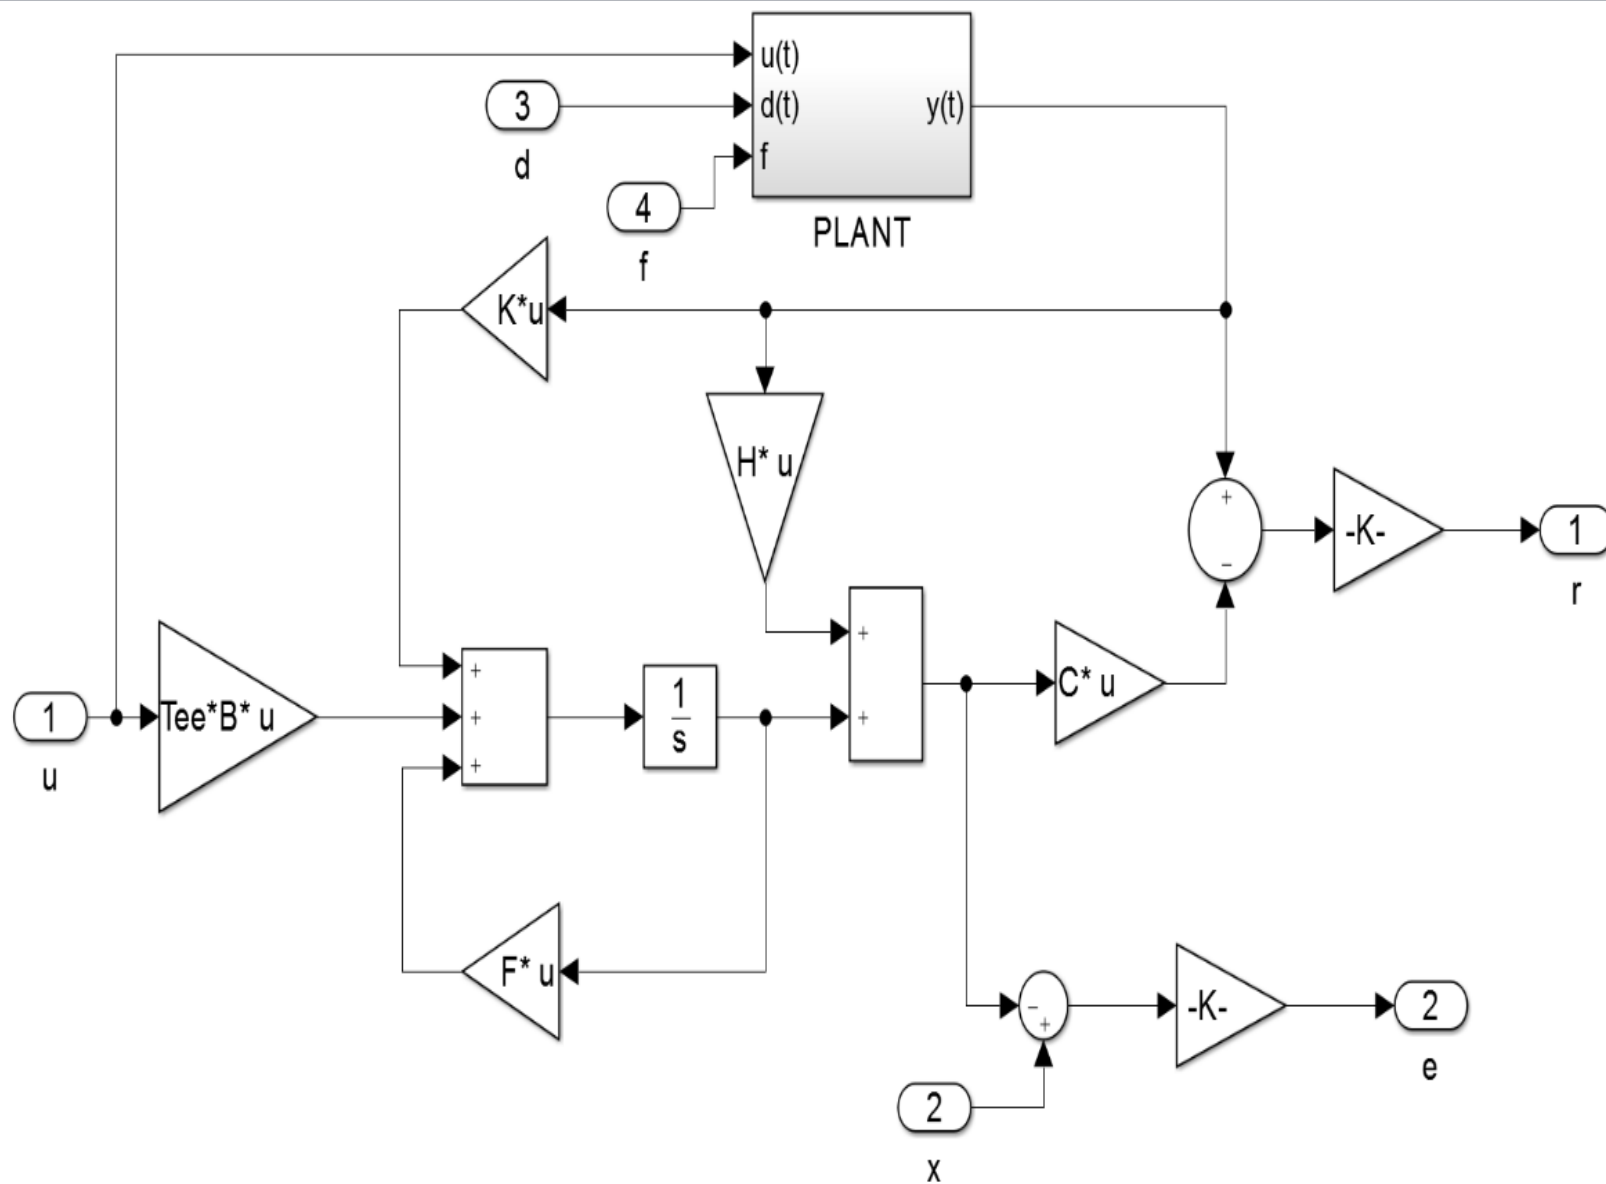 u(t)
3
d(t)
y(t)
d
f
4
PLANT
f
K*u
H* u
+
-K-
1
−
r
+
+
1
s
C* u
1
Tee*B* u
+
+
u
+
F* u
−
+
-K-
2
e
2
x